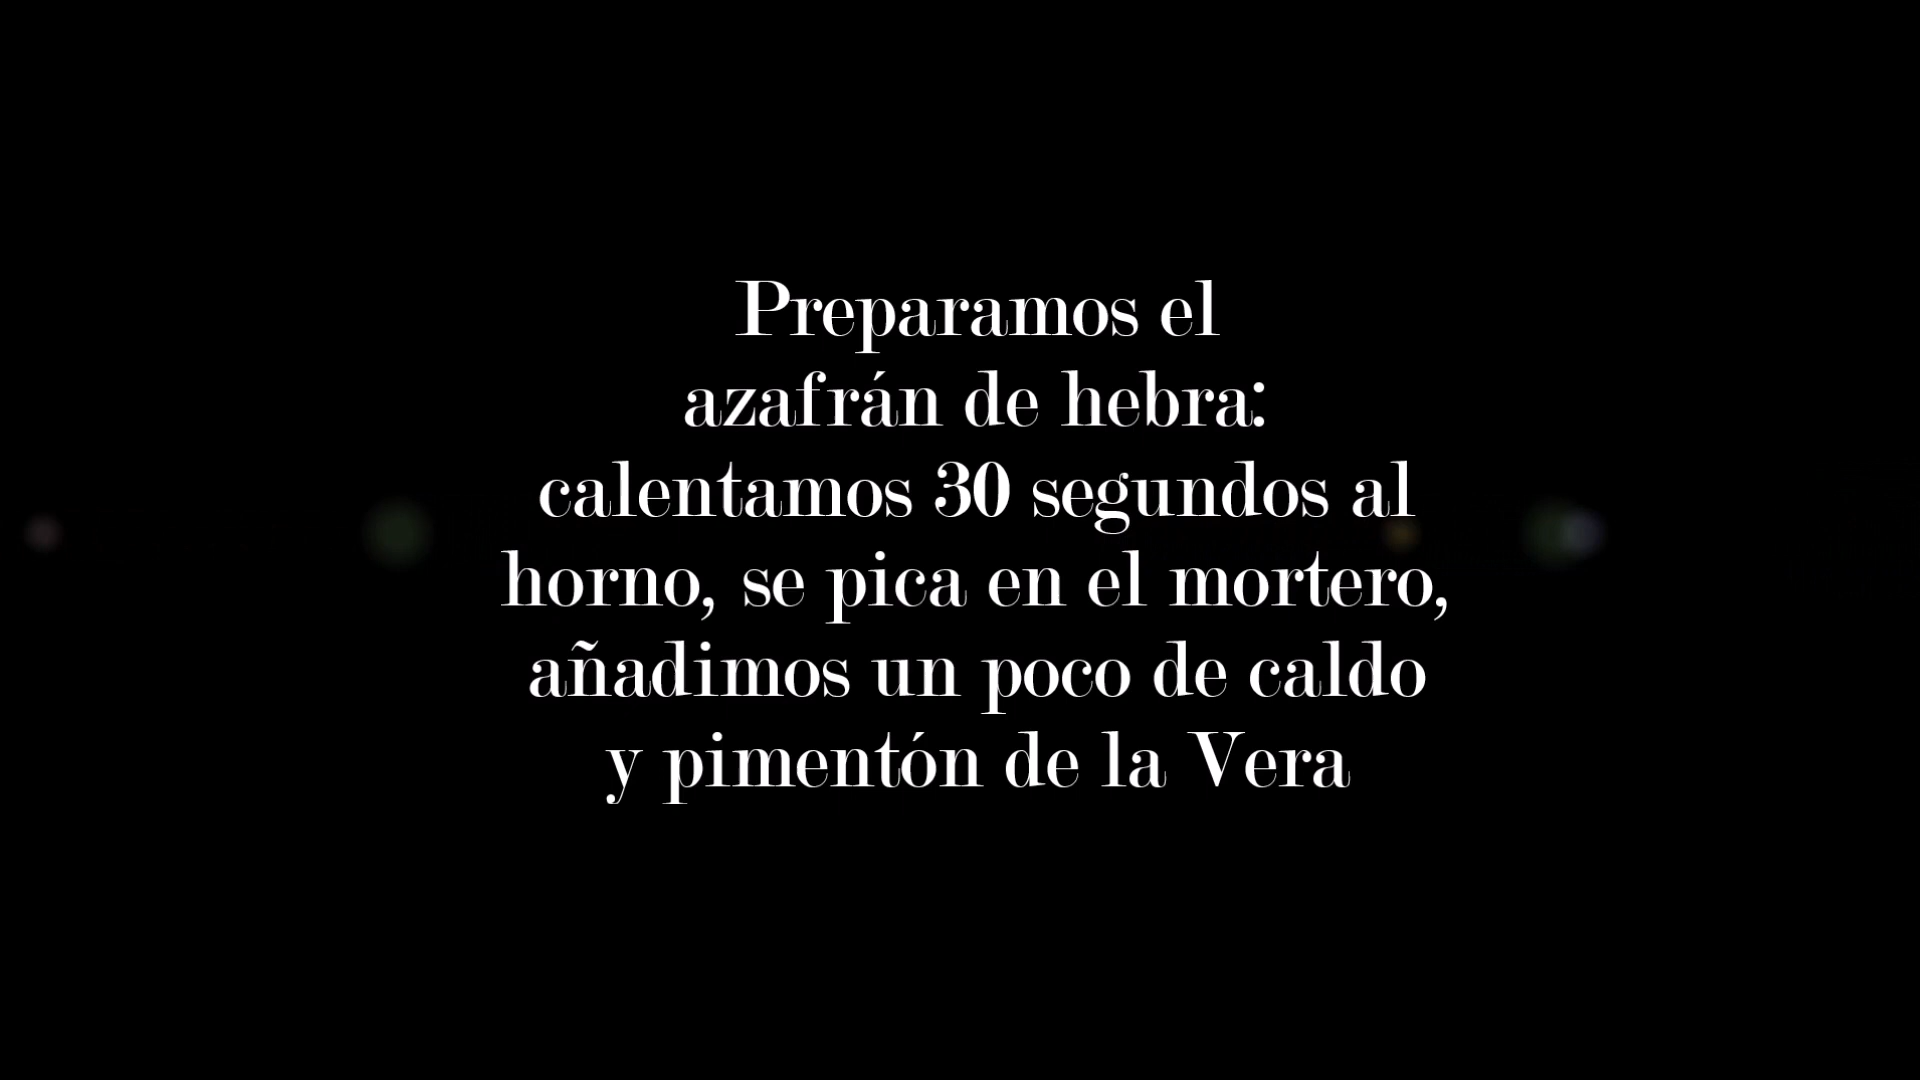 Preparamos el
azafrán de hebra:
calentamos 30 segundos al
horno, se pica en el mortero,
añadimos un poco de caldo
y pimentón de la Vera